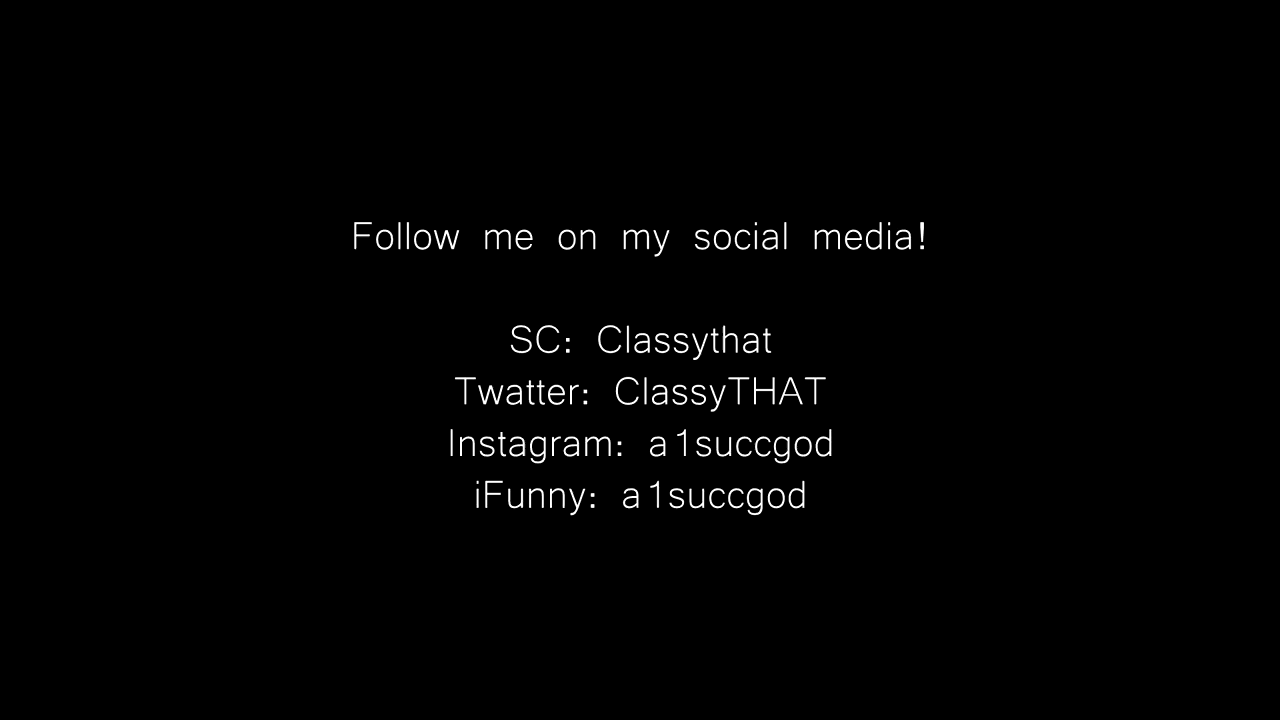 Follow me on my social media!
SC: Classythat
Twatter: ClassyTHAT
Instagram: a1succgod
iFunny: a1succgod